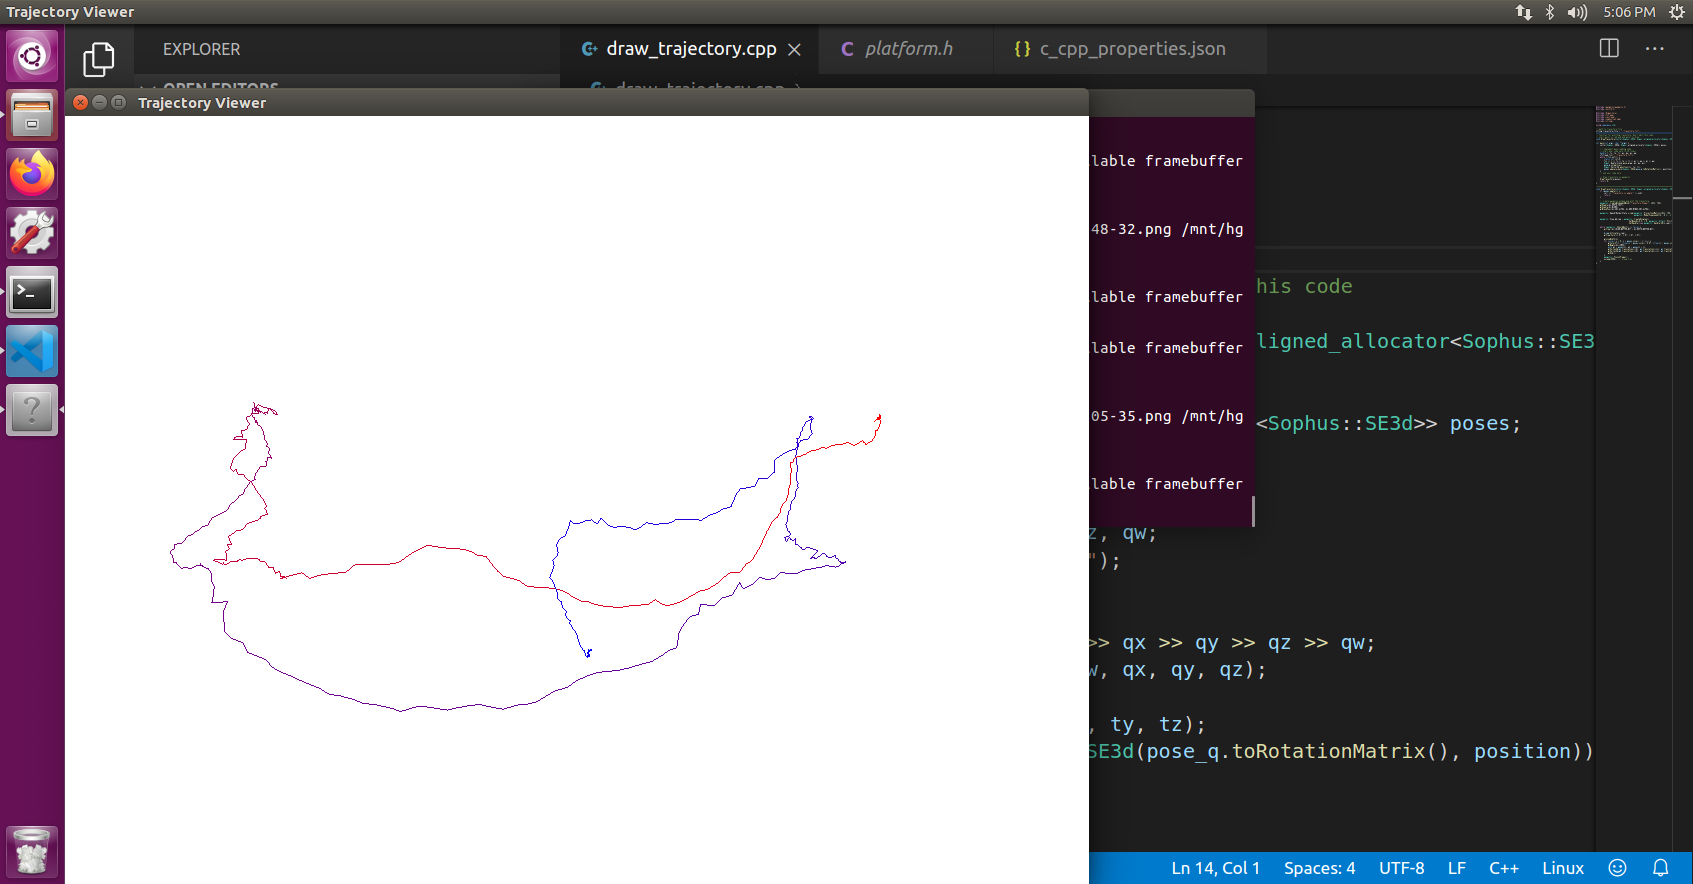 Trajectory Viewer
5:06 PM
EXPLORER
draw_trajectory.cpp
C platform.h
{} c_cpp_properties.json
OPEN EDITORS
draw_trajectory.cpp
Trajectory Viewer
lable framebuffer
48-32.png /mnt/hg
lable framebuffer
lable framebuffer
05-35.png /mnt/hg
lable framebuffer
his code
ligned_allocator<Sophus::SE3
<Sophus::SE3d>> poses;
z, qw;
");
>> qx >> qy >> qz >> qw;
w, qx, qy, qz);
, ty, tz);
SE3d(pose_q.toRotationMatrix(), position))
Ln 14, Col 1
Spaces: 4
UTF-8
LF
C++
Linux